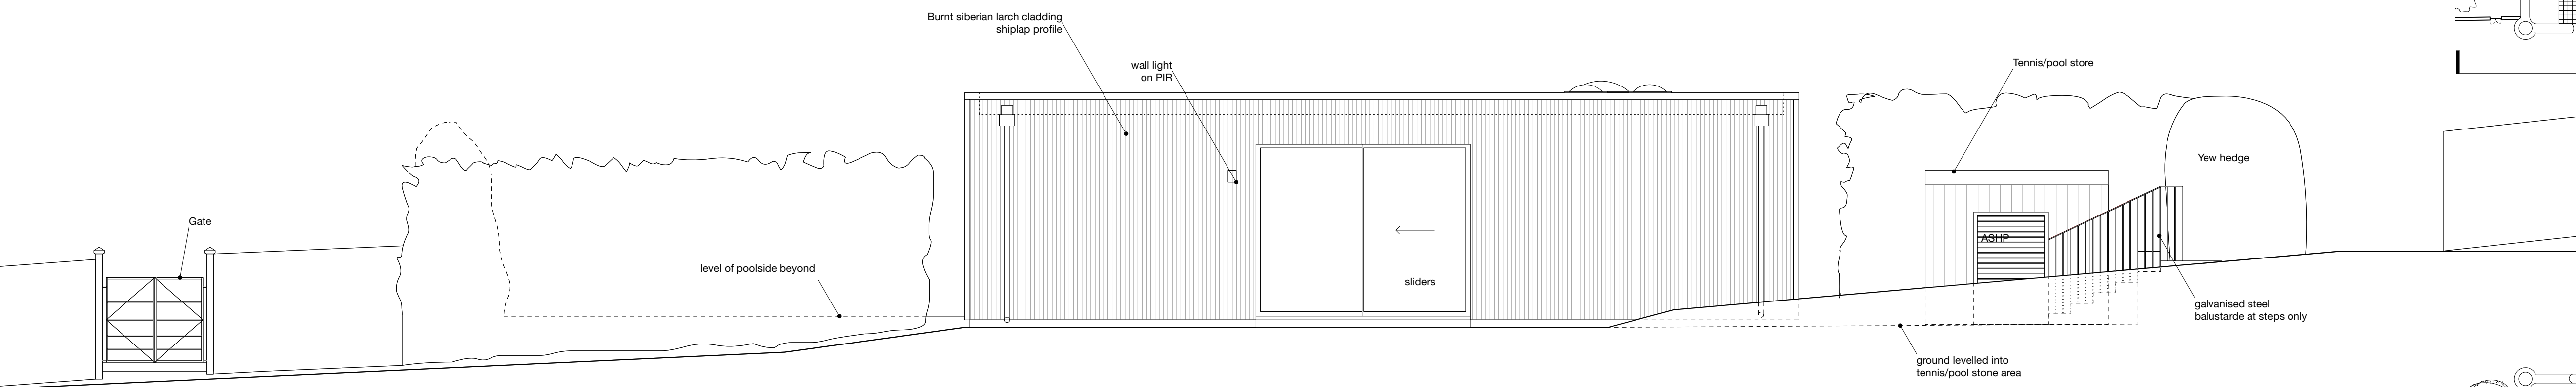 Burnt siberian larch cladding
shiplap profile
wall light
on PIR
Tennis/pool store
Yew hedge
Gate
ASHP
level of poolside beyond
sliders
galvanised steel
balustarde at steps only
ground levelled into
tennis/pool stone area